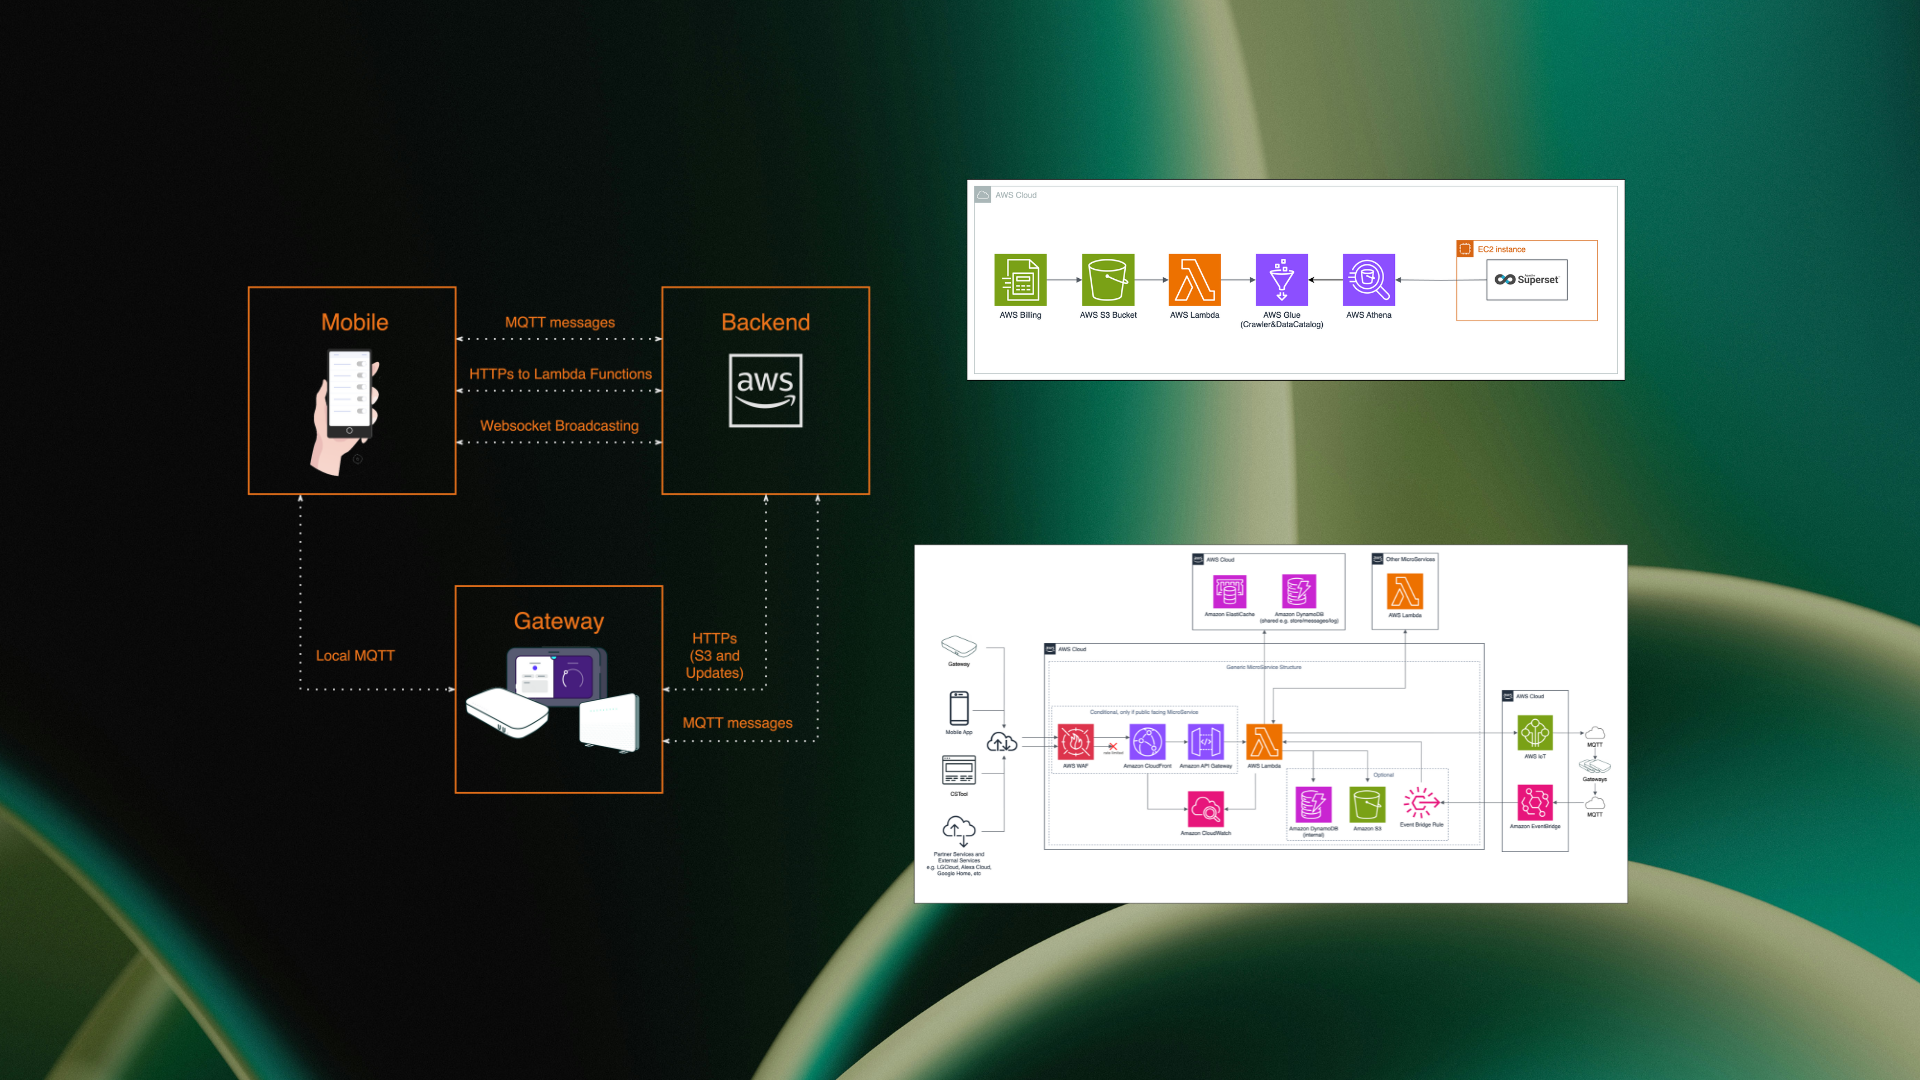 Mobile
MQTT messages
HTTPs to Lambda Functions
Websocket Broadcasting
Backend
aws
Gateway
Local MQTT
HTTPs
(S3 and
Updates)
MQTT messages
AWS Cloud
AWS Billing
AWS S3 Bucket
AWS Lambda
AWS Glue
(Crawler&DataCatalog)
AWS Athena
EC2 instance
Superset
AWS Cloud
Amazon ElastiCache
Amazon DynamoDB
(shared e.g. store/messages/log)
Other MicroServices
AWS Lambda
Gateway
Mobile App
CSTool
Partner Services and
External Services
e.g. LGCloud, Alexa Cloud,
Google Home, etc
AWS Cloud
Generic MicroService Structure
Conditional, only if public facing MicroService
AWS WAF
Amazon CloudFront
Amazon API Gateway
AWS Lambda
Amazon CloudWatch
Optional
Amazon DynamoDB
(internal)
Amazon S3
Event Bridge Rule
AWS Cloud
AWS IoT
Amazon EventBridge
MQTT
Gateways
MQTT